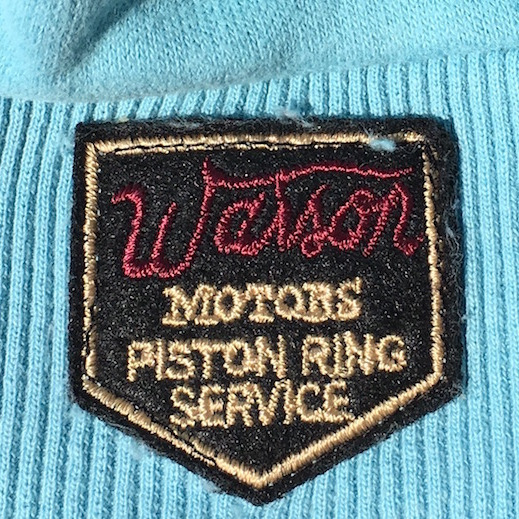 Watson
MOTORS
PISTON RING
SERVICE